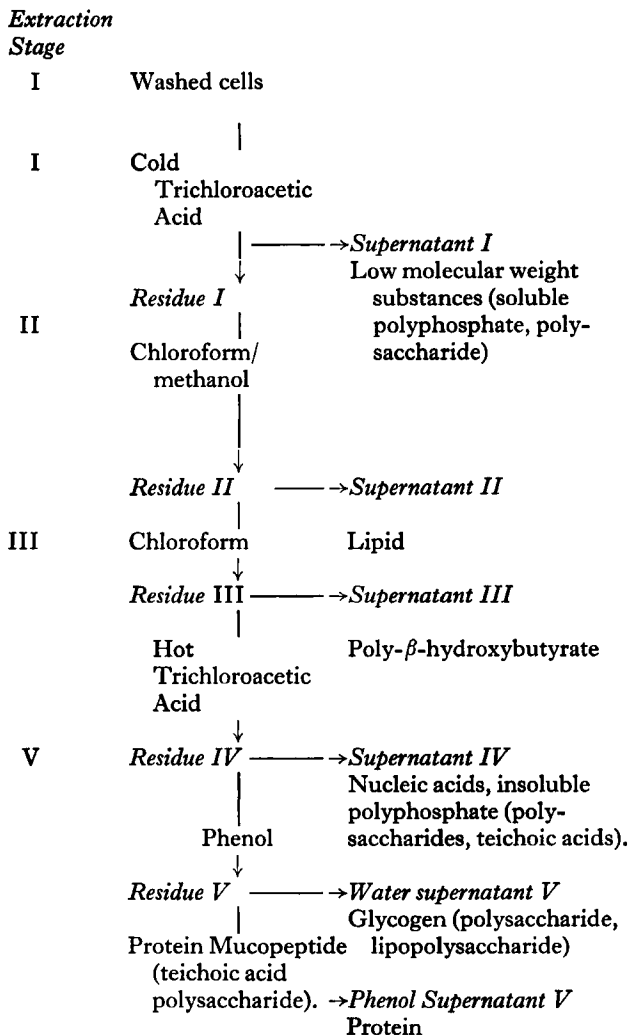 Extraction
Stage
I Washed cells
I Cold
Trichloroacetic
Acid
→Supernatant I
Low molecular weight
Residue I substances (soluble
II polyphosphate, poly-
Chloroform/ saccharide)
methanol
Residue II →Supernatant II
III Chloroform Lipid
Residue III →Supernatant III
Hot Poly-β-hydroxybutyrate
Trichloroacetic
Acid
V Residue IV →Supernatant IV
Nucleic acids, insoluble
polyphosphate (poly-
Phenol saccharides, teichoic acids).
Residue V →Water supernatant V
Glycogen (polysaccharide,
Protein Mucopeptide lipopolysaccharide)
(teichoic acid
polysaccharide). →Phenol Supernatant V
Protein